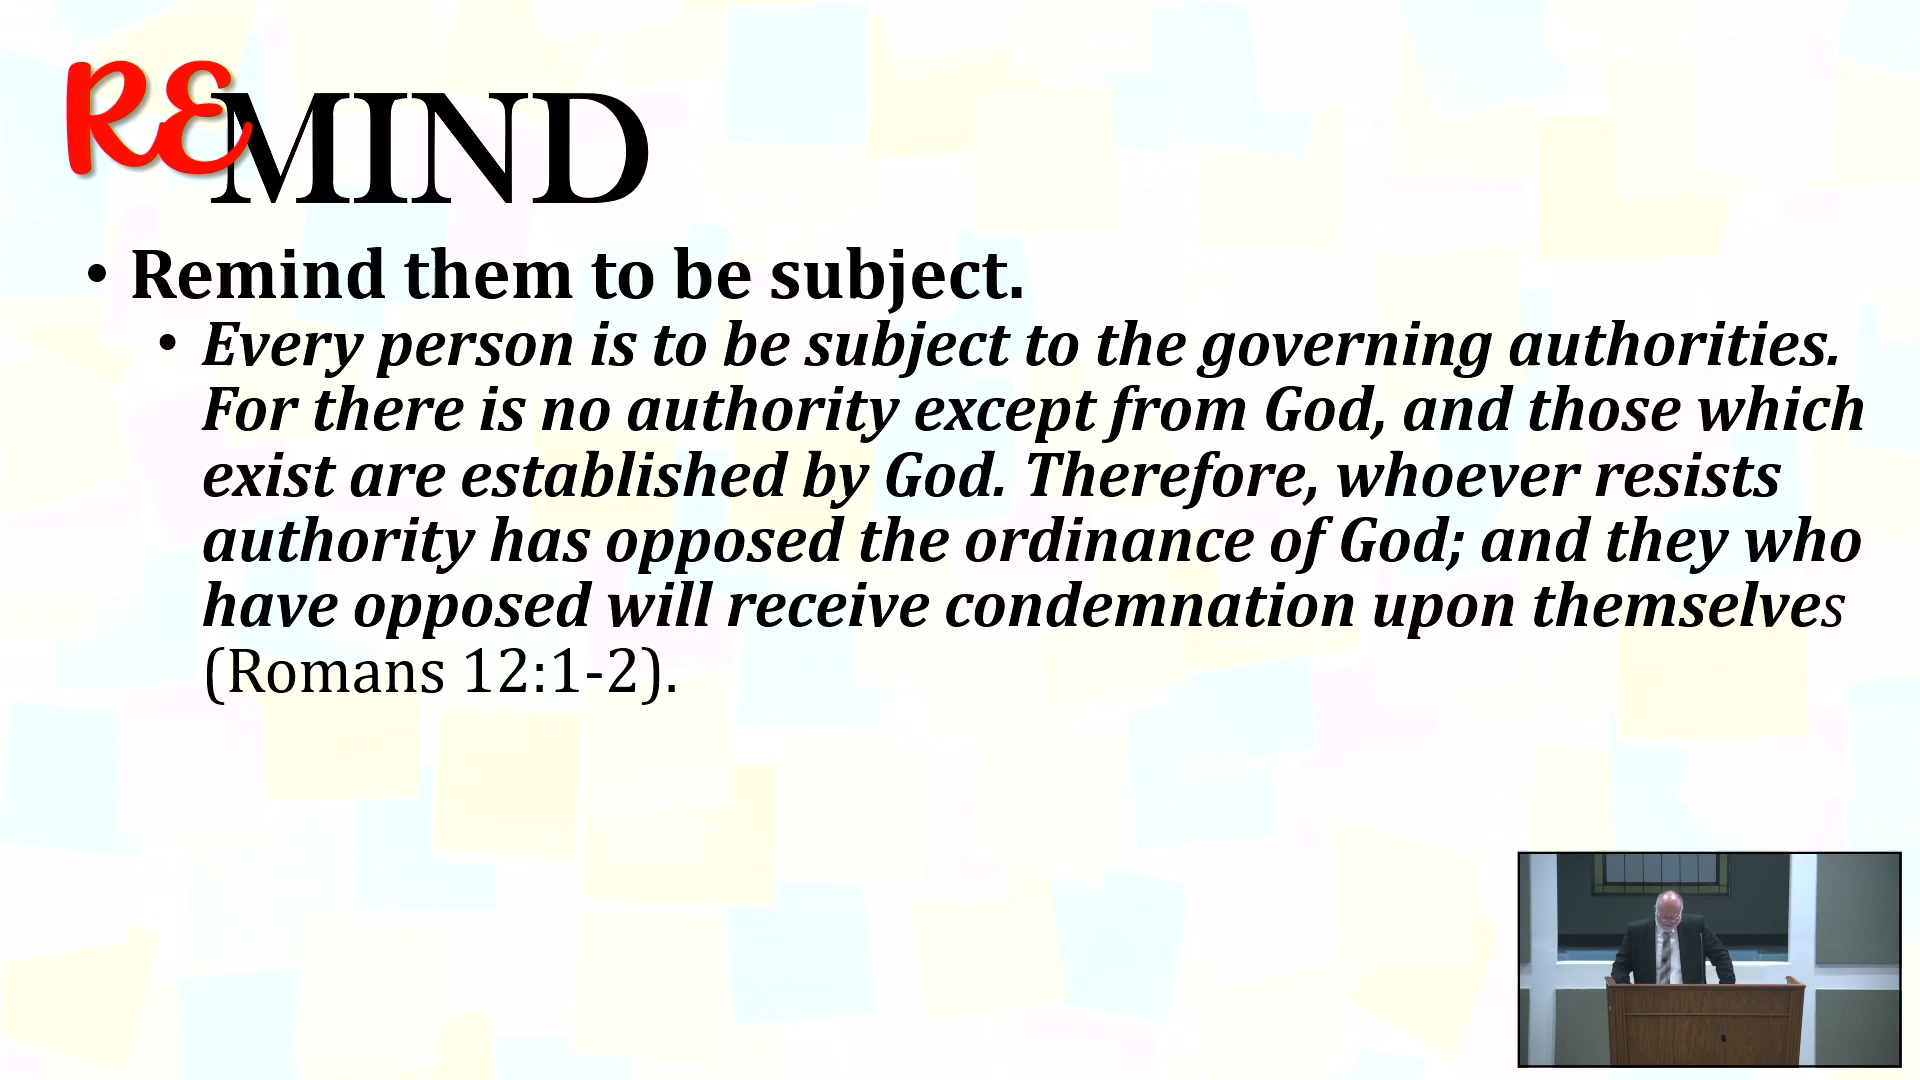 REMIND
• Remind them to be subject.
• Every person is to be subject to the governing authorities.
For there is no authority except from God, and those which
exist are established by God. Therefore, whoever resists
authority has opposed the ordinance of God; and they who
have opposed will receive condemnation upon themselves
(Romans 12:1-2).